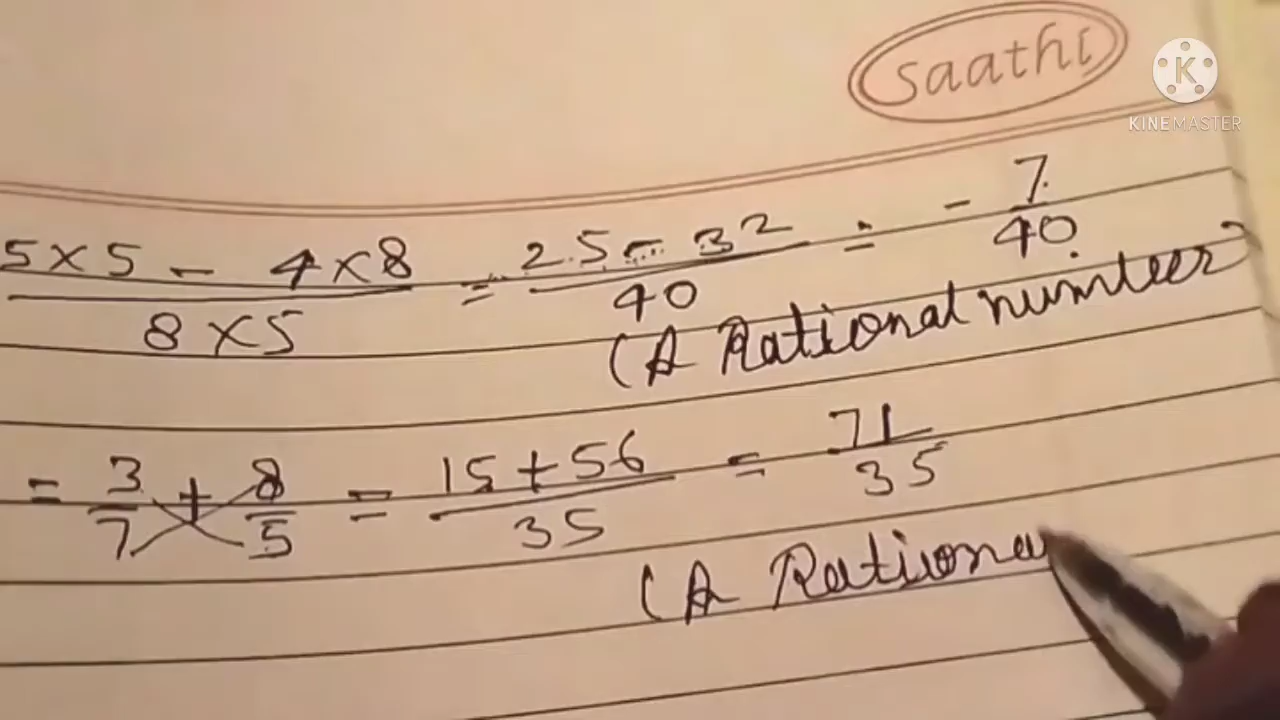 saathi
K
KINEMASTER
5×5 - 4×8 / 8×5 = 25 - 32 / 40 = - 7 / 40
(A Rational number)
= 3/7 + 8/5 = 15+56 / 35 = 71 / 35
(A Rationa